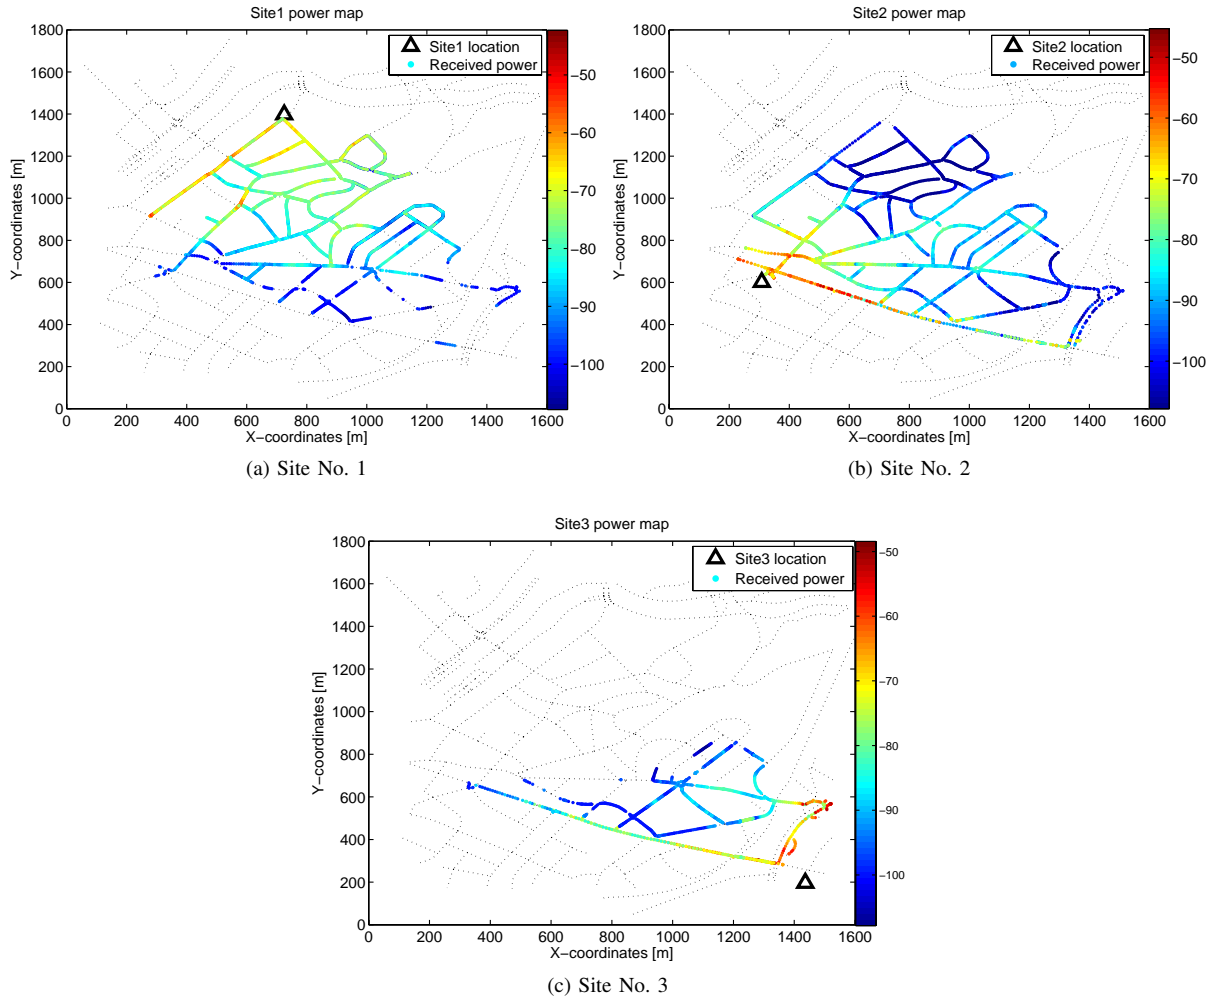 Site1 power map
Site1 location
Received power
1800
1600
1400
1200
1000
800
600
400
200
0
Y−coordinates [m]
0 200 400 600 800 1000 1200 1400 1600
X−coordinates [m]
−50
−60
−70
−80
−90
−100
(a) Site No. 1
Site2 power map
Site2 location
Received power
1800
1600
1400
1200
1000
800
600
400
200
0
Y−coordinates [m]
0 200 400 600 800 1000 1200 1400 1600
X−coordinates [m]
−50
−60
−70
−80
−90
−100
(b) Site No. 2
Site3 power map
Site3 location
Received power
1800
1600
1400
1200
1000
800
600
400
200
0
Y−coordinates [m]
0 200 400 600 800 1000 1200 1400 1600
X−coordinates [m]
−50
−60
−70
−80
−90
−100
(c) Site No. 3